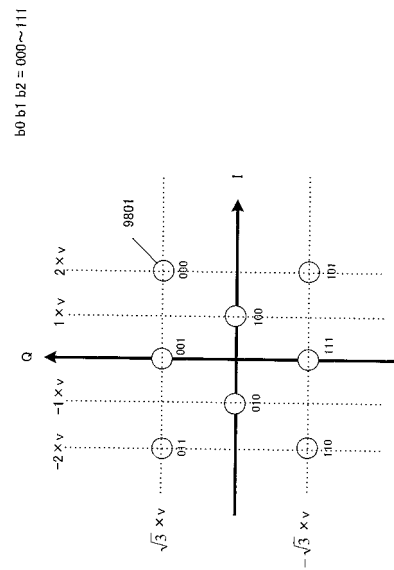 b0 b1 b2 = 000~111
Q
-2×v
-1×v
1×v
2×v
9801
√3 ×v
011
001
000
I
010
100
−√3 ×v
110
111
101